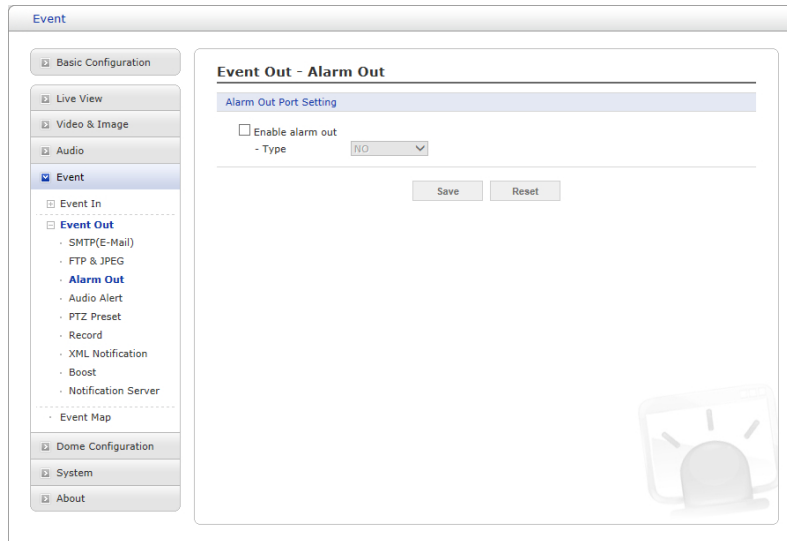 Event
Basic Configuration
Live View
Video & Image
Audio
Event
Event In
Event Out
SMTP(E-Mail)
FTP & JPEG
Alarm Out
Audio Alert
PTZ Preset
Record
XML Notification
Boost
Notification Server
Event Map
Dome Configuration
System
About
Event Out - Alarm Out
Alarm Out Port Setting
Enable alarm out
- Type NO
Save Reset